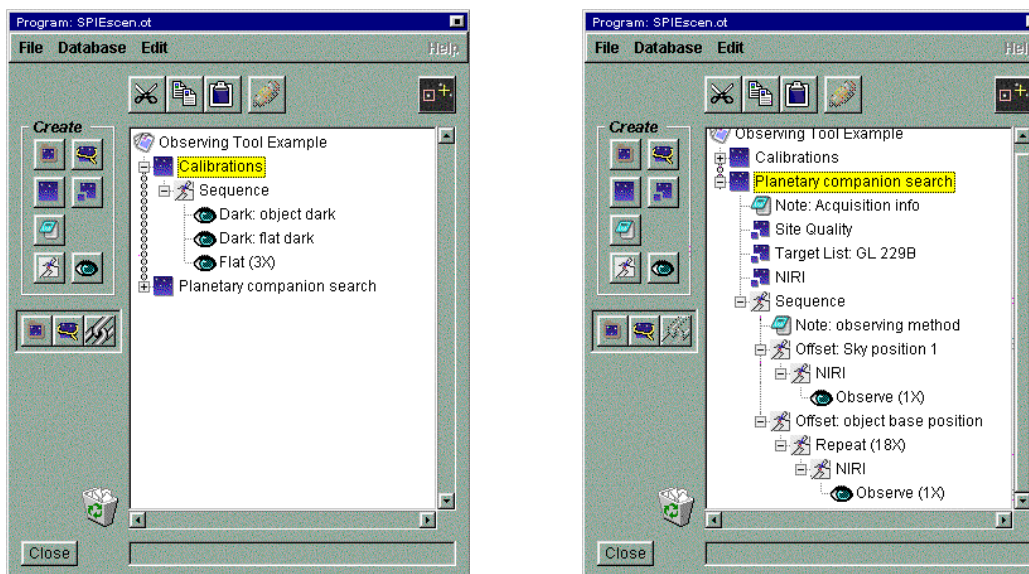 Program: SPIEscen.ot
File Database Edit Help
Create
Observing Tool Example
Calibrations
Sequence
Dark: object dark
Dark: flat dark
Flat (3X)
Planetary companion search
Close
Program: SPIEscen.ot
File Database Edit Help
Create
Observing Tool Example
Calibrations
Planetary companion search
Note: Acquisition info
Site Quality
Target List: GL 229B
NIRI
Sequence
Note: observing method
Offset: Sky position 1
NIRI
Observe (1X)
Offset: object base position
Repeat (18X)
NIRI
Observe (1X)
Close